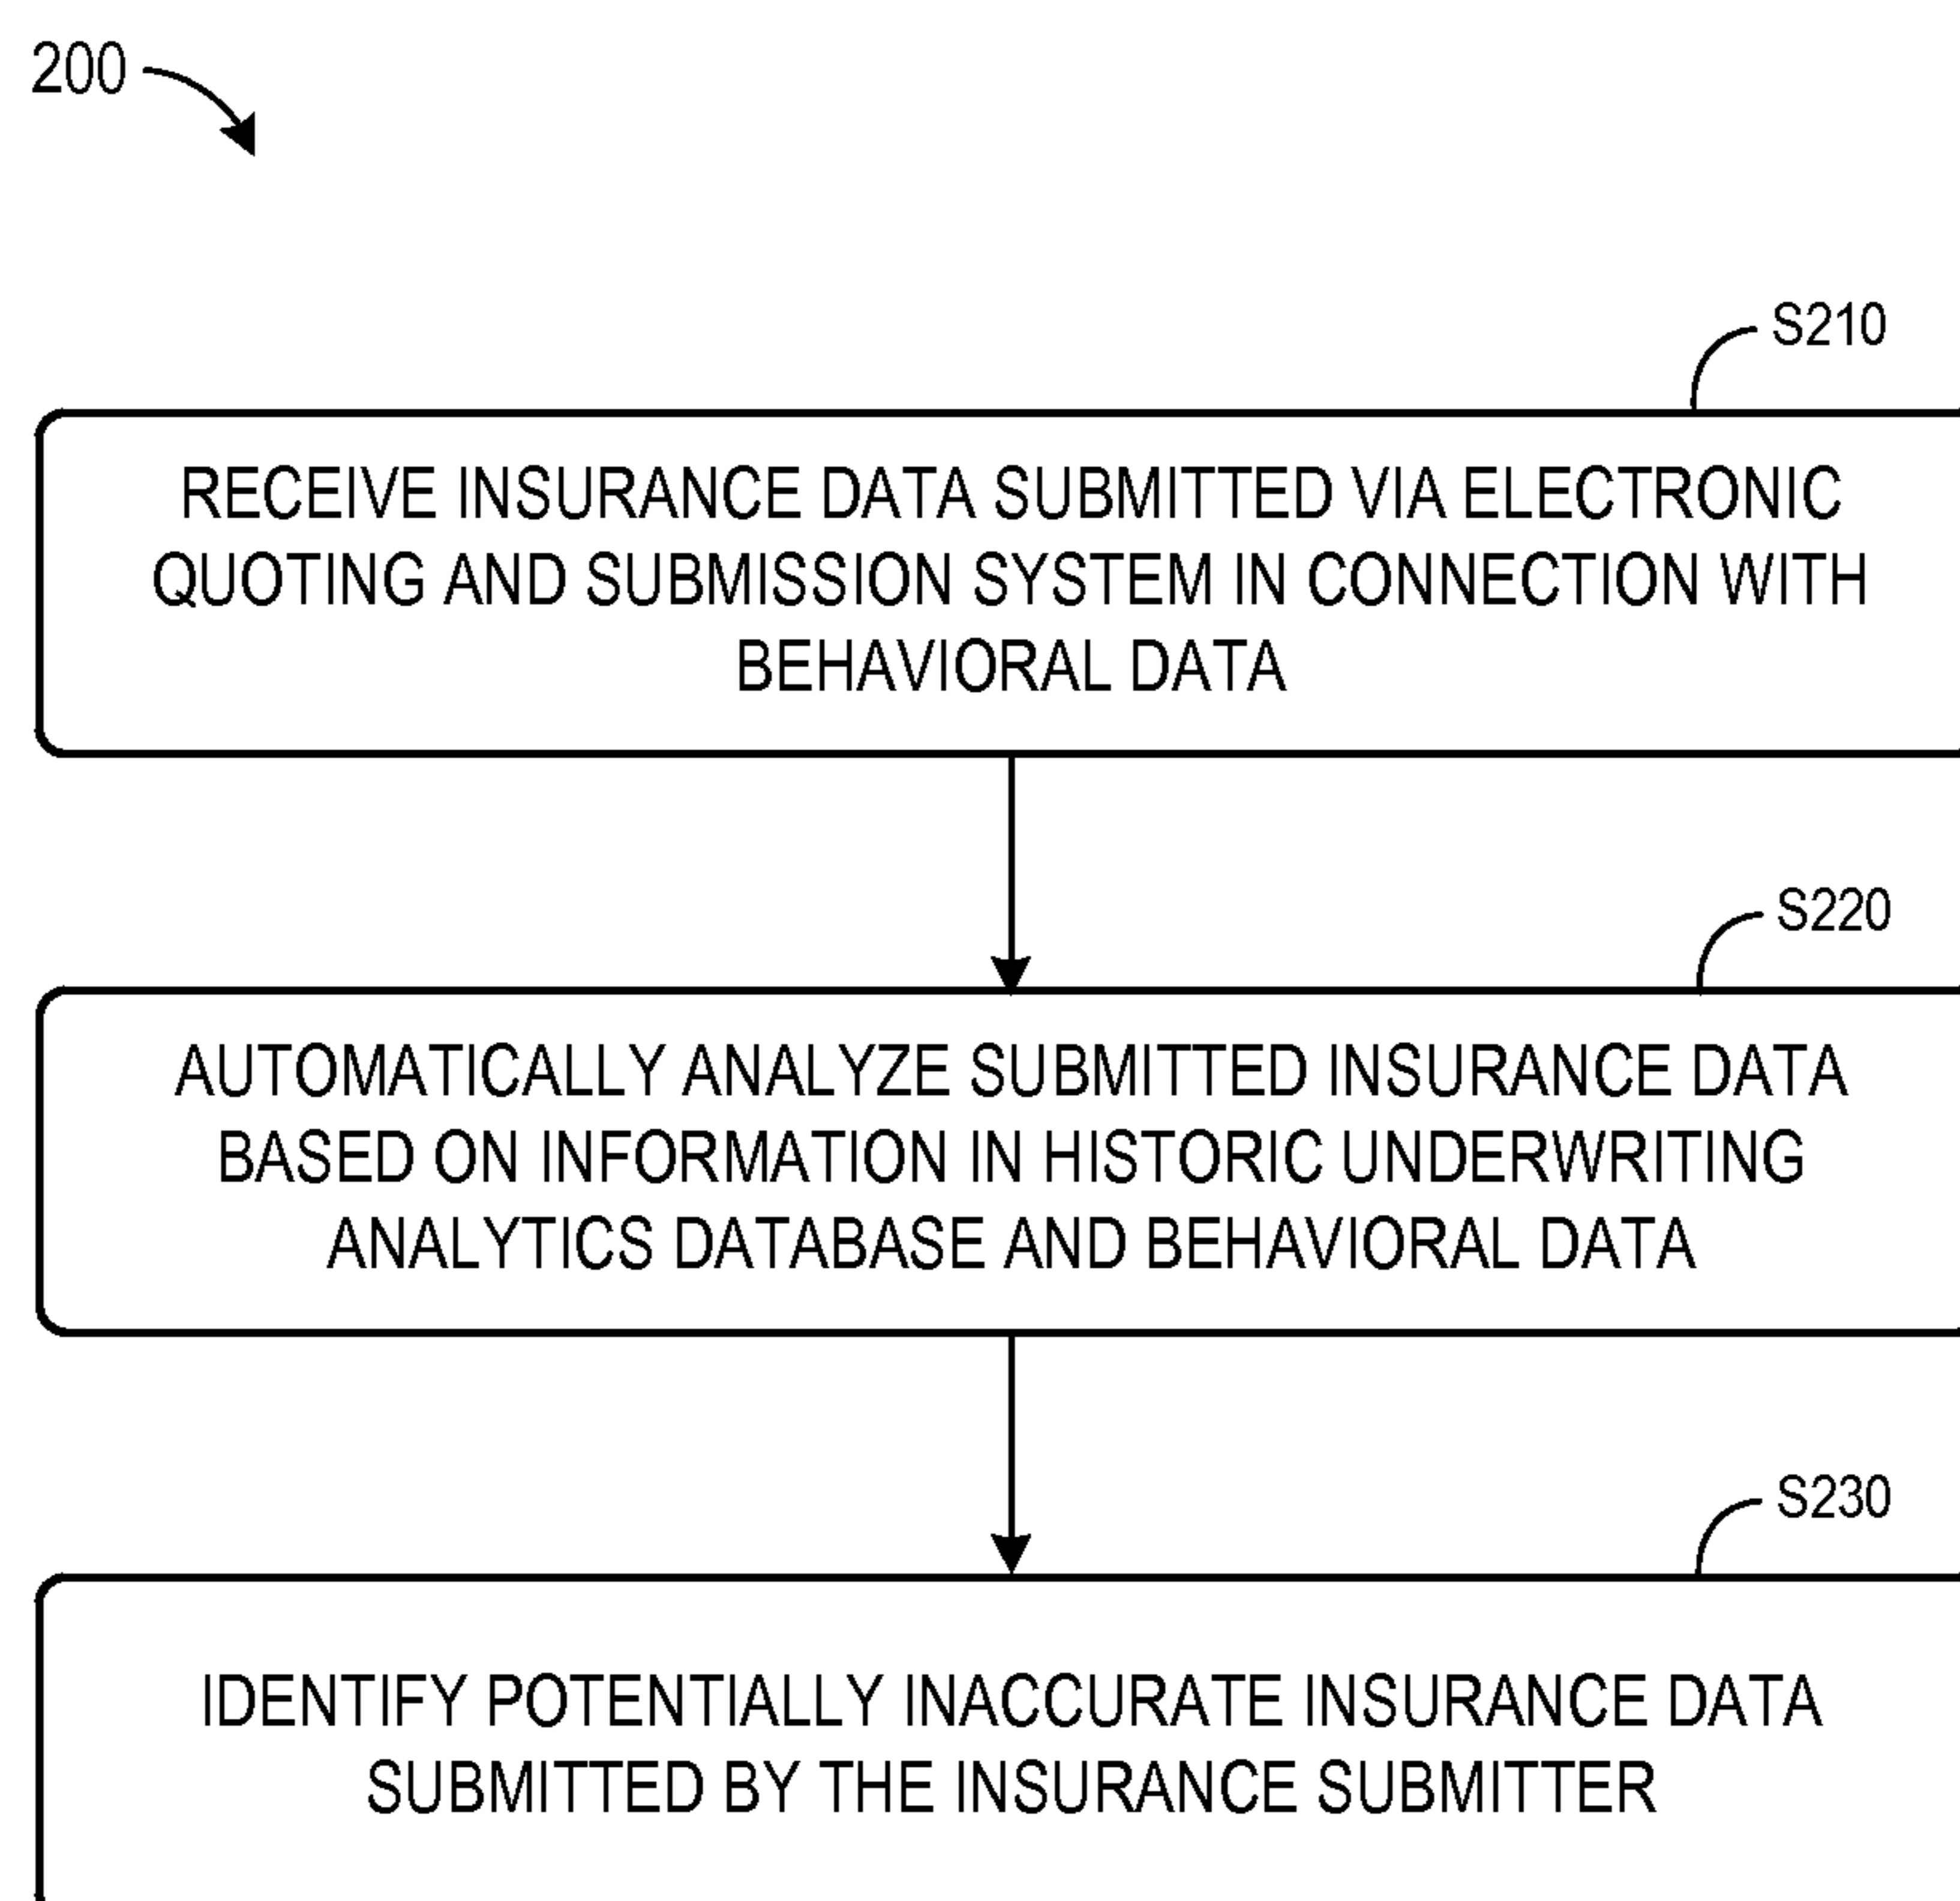 200
S210
RECEIVE INSURANCE DATA SUBMITTED VIA ELECTRONIC
QUOTING AND SUBMISSION SYSTEM IN CONNECTION WITH
BEHAVIORAL DATA
S220
AUTOMATICALLY ANALYZE SUBMITTED INSURANCE DATA
BASED ON INFORMATION IN HISTORIC UNDERWRITING
ANALYTICS DATABASE AND BEHAVIORAL DATA
S230
IDENTIFY POTENTIALLY INACCURATE INSURANCE DATA
SUBMITTED BY THE INSURANCE SUBMITTER